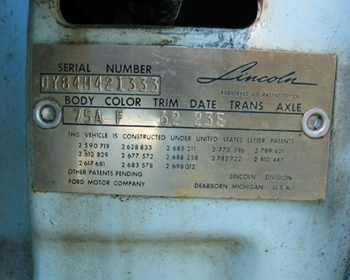 SERIAL NUMBER
Lincoln
OY84H421333
REGISTERED U.S. PATENT OFFICE
BODY COLOR TRIM DATE TRANS AXLE
75A F 62 23E
THIS VEHICLE IS CONSTRUCTED UNDER UNITED STATES LETTER PATENTS
2 590 719 2 628 833 2 685 211 2 772 296 2 789 621
2 612 829 2 677 572 2 688 258 2 782 722 2 810 447
2 617 681 2 683 578 2 698 012
OTHER PATENTS PENDING LINCOLN DIVISION
FORD MOTOR COMPANY DEARBORN, MICHIGAN U.S.A.